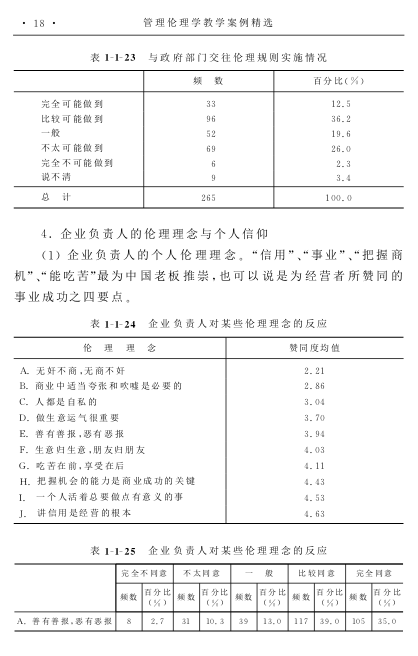 · 18 · 管理伦理学教学案例精选
表 1-1-23 与政府部门交往伦理规则实施情况
频 数 百分比(%)
完全可能做到 33 12.5
比较可能做到 96 36.2
一般 52 19.6
不太可能做到 69 26.0
完全不可能做到 6 2.3
说不清 9 3.4
总 计 265 100.0
4. 企业负责人的伦理理念与个人信仰
(1) 企业负责人的个人伦理理念。“信用”、“事业”、“把握商
机”、“能吃苦”最为中国老板推崇,也可以说是为经营者所赞同的
事业成功之四要点。
表 1-1-24 企业负责人对某些伦理理念的反应
伦 理 理 念 赞同度均值
A. 无奸不商、无商不奸 2.21
B. 商业中适当夸张和吹嘘是必要的 2.86
C. 人都是自私的 3.04
D. 做生意运气很重要 3.70
E. 善有善报,恶有恶报 3.94
F. 生意归生意,朋友归朋友 4.03
G. 吃苦在前,享受在后 4.11
H. 把握机会的能力是商业成功的关键 4.43
I. 一个人活着总要做点有意义的事 4.53
J. 讲信用是经营的根本 4.63
表 1-1-25 企业负责人对某些伦理理念的反应
完全不同意 不太同意 一 般 比较同意 完全同意
频数 百分比(%) 频数 百分比(%) 频数 百分比(%) 频数 百分比(%) 频数 百分比(%)
A. 善有善报,恶有恶报 8 2.7 31 10.3 39 13.0 117 39.0 105 35.0